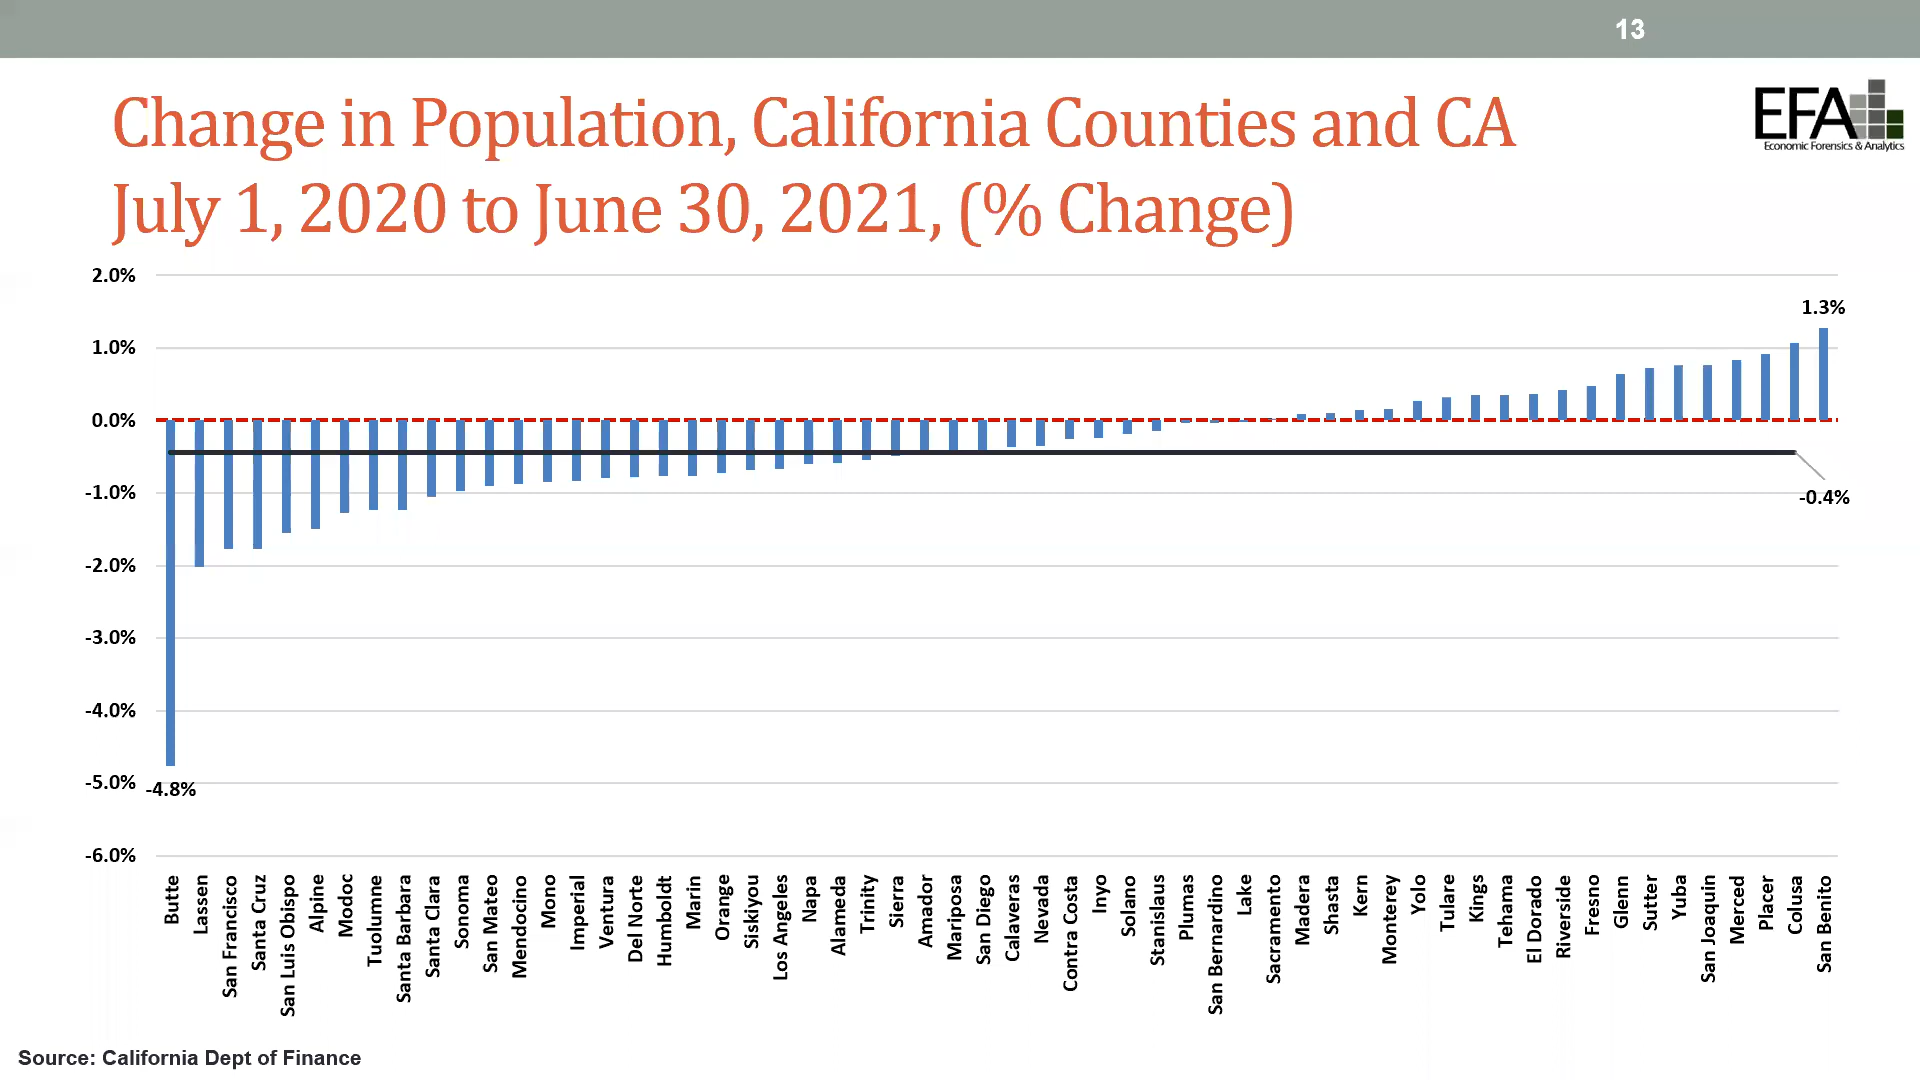 13
Change in Population, California Counties and CA
July 1, 2020 to June 30, 2021, (% Change)
EFA
Economic Forensics & Analytics
2.0%
1.0%
0.0%
-1.0%
-2.0%
-3.0%
-4.0%
-5.0%
-6.0%
1.3%
-0.4%
-4.8%
Butte
Lassen
San Francisco
Santa Cruz
San Luis Obispo
Alpine
Modoc
Tuolumne
Santa Barbara
Santa Clara
Sonoma
San Mateo
Mendocino
Mono
Imperial
Ventura
Del Norte
Humboldt
Marin
Orange
Siskiyou
Los Angeles
Napa
Alameda
Trinity
Sierra
Amador
Mariposa
San Diego
Calaveras
Nevada
Contra Costa
Inyo
Solano
Stanislaus
Plumas
San Bernardino
Lake
Sacramento
Madera
Shasta
Kern
Monterey
Yolo
Tulare
Kings
Tehama
El Dorado
Riverside
Fresno
Glenn
Sutter
Yuba
San Joaquin
Merced
Placer
Colusa
San Benito
Source: California Dept of Finance